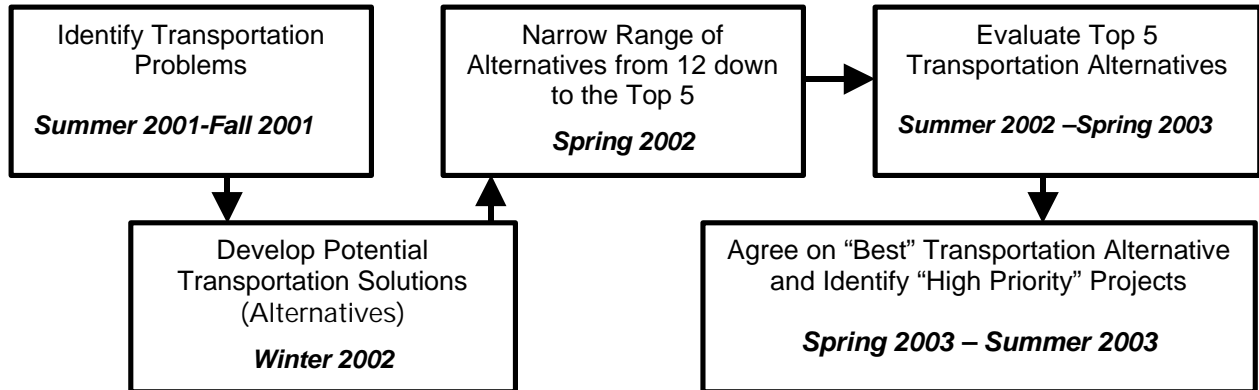 Identify Transportation
Problems
Summer 2001-Fall 2001
Develop Potential
Transportation Solutions
(Alternatives)
Winter 2002
Narrow Range of
Alternatives from 12 down
to the Top 5
Spring 2002
Evaluate Top 5
Transportation Alternatives
Summer 2002 –Spring 2003
Agree on “Best” Transportation Alternative
and Identify “High Priority” Projects
Spring 2003 – Summer 2003